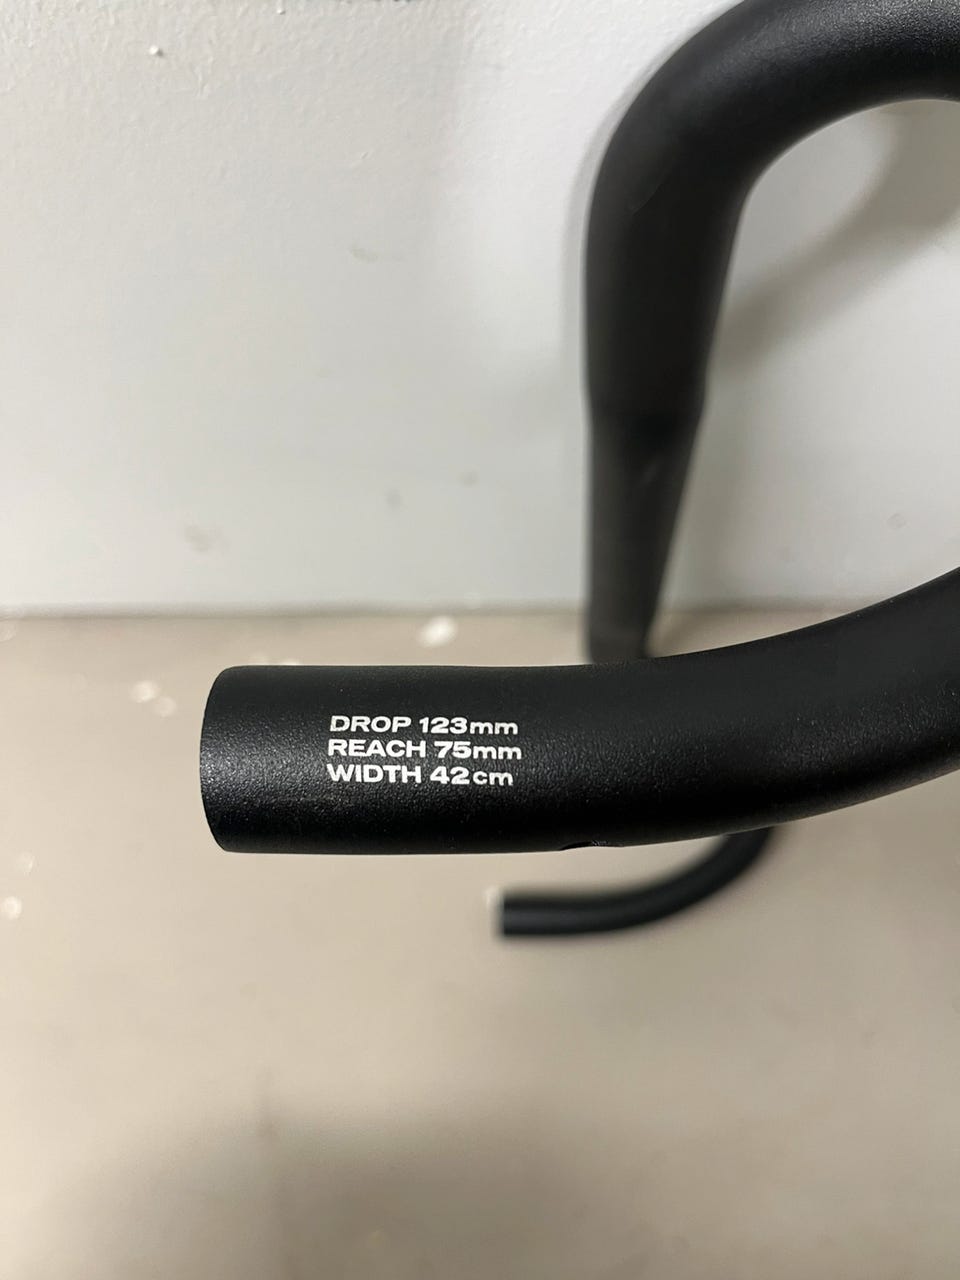 DROP 123mm
REACH 75mm
WIDTH 42cm